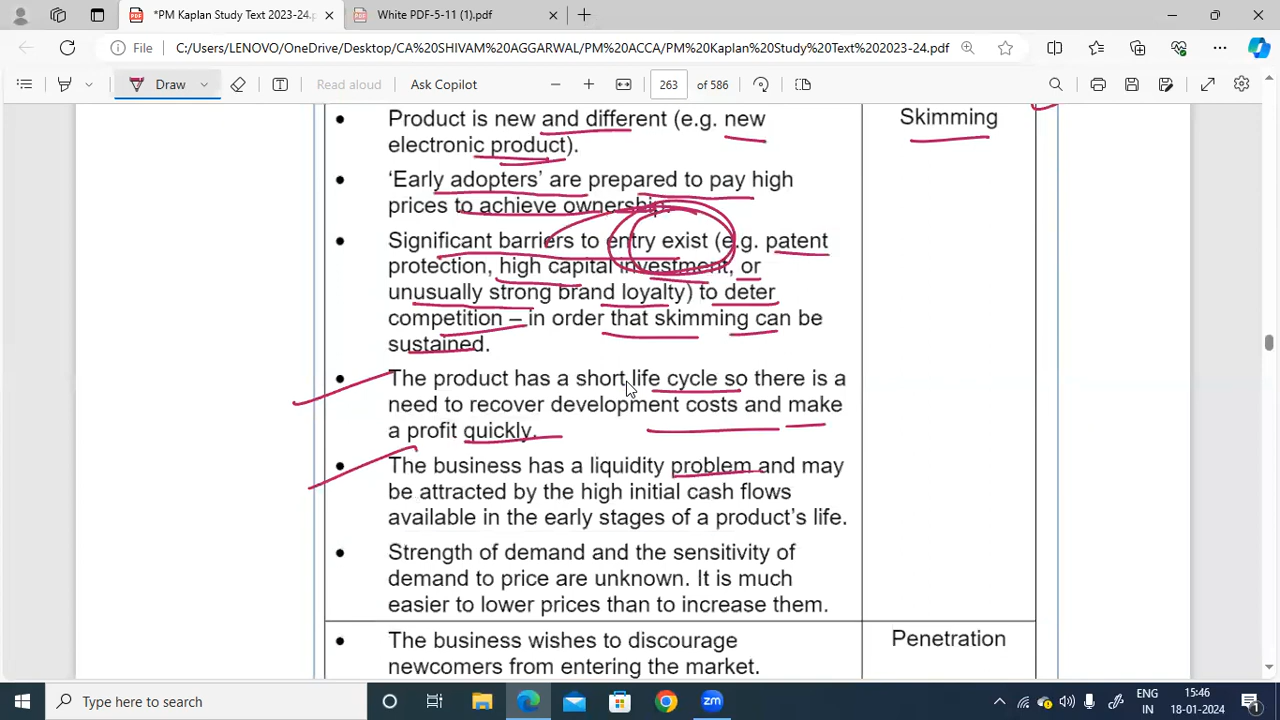 *PM Kaplan Study Text 2023-24.p
White PDF-5-11 (1).pdf
File
C:/Users/LENOVO/OneDrive/Desktop/CA%20SHIVAM%20AGGARWAL/PM%20ACCA/PM%20Kaplan%20Study%20Text%202023-24.pdf
Draw
Read aloud
Ask Copilot
263
of 586
Product is new and different (e.g. new
Skimming
electronic product).
‘Early adopters’ are prepared to pay high
prices to achieve ownership.
Significant barriers to entry exist (e.g. patent
protection, high capital investment, or
unusually strong brand loyalty) to deter
competition – in order that skimming can be
sustained.
The product has a short life cycle so there is a
need to recover development costs and make
a profit quickly.
The business has a liquidity problem and may
be attracted by the high initial cash flows
available in the early stages of a product’s life.
Strength of demand and the sensitivity of
demand to price are unknown. It is much
easier to lower prices than to increase them.
The business wishes to discourage
Penetration
newcomers from entering the market.
Type here to search
ENG
IN
15:46
18-01-2024